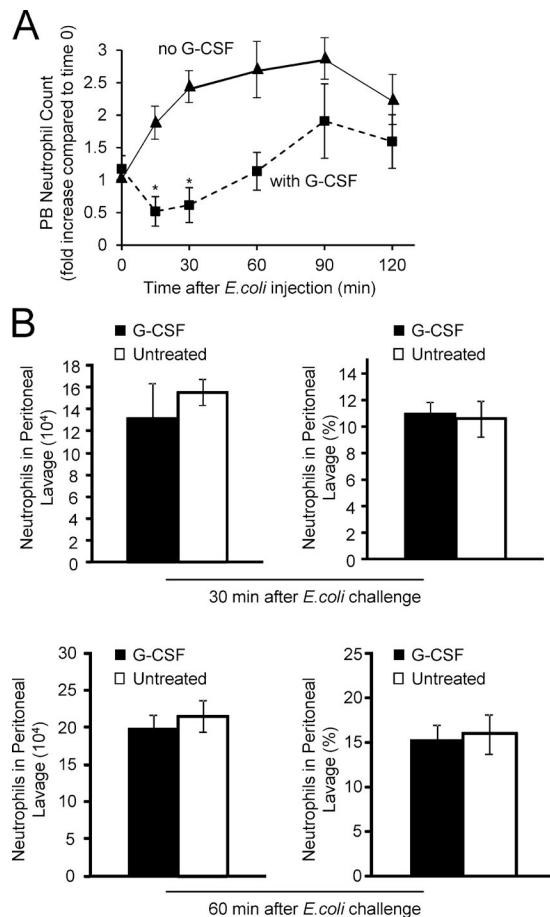 A
PB Neutrophil Count
(fold increase compared to time 0)
3
2.5
2
1.5
1
0.5
0
no G-CSF
*
*
with G-CSF
0
30
60
90
120
Time after E.coli injection (min)
B
G-CSF
Untreated
Neutrophils in Peritoneal
Lavage (10⁴)
18
16
14
12
16
8
6
4
2
0
G-CSF
Untreated
Neutrophils in Peritoneal
Lavage (%)
14
12
10
8
6
4
2
0
30 min after E.coli challenge
G-CSF
Untreated
Neutrophils in Peritoneal
Lavage (10⁴)
30
25
20
15
10
5
0
G-CSF
Untreated
Neutrophils in Peritoneal
Lavage (%)
25
20
15
10
5
0
60 min after E.coli challenge